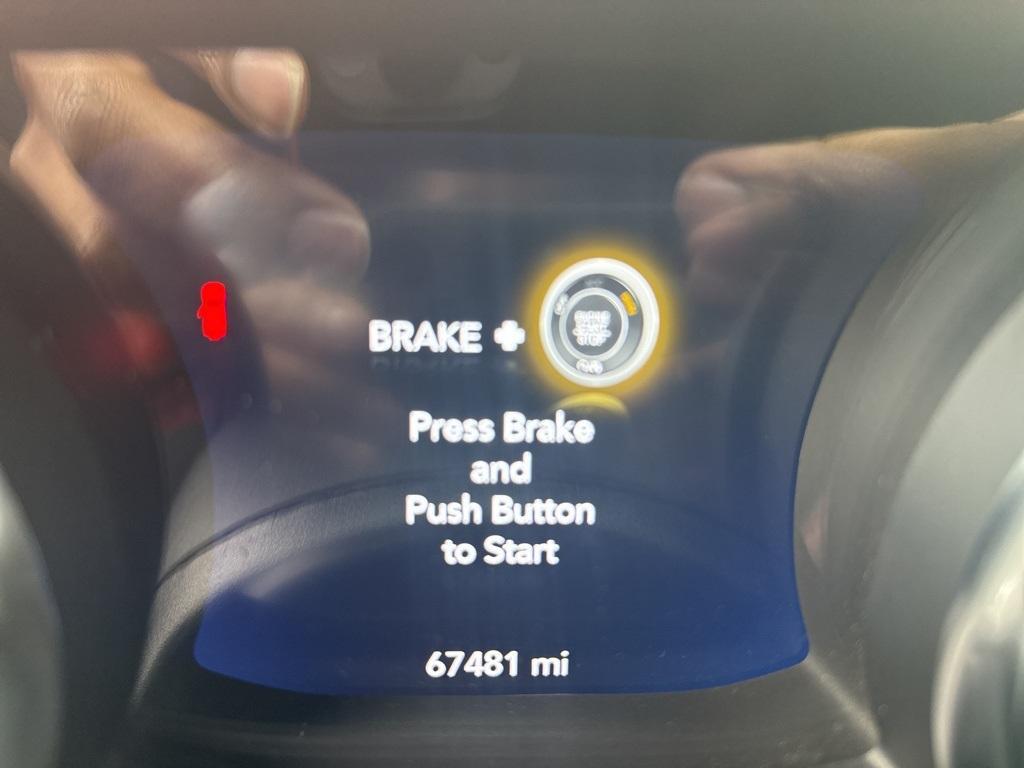 BRAKE +
Press Brake
and
Push Button
to Start
67481 mi